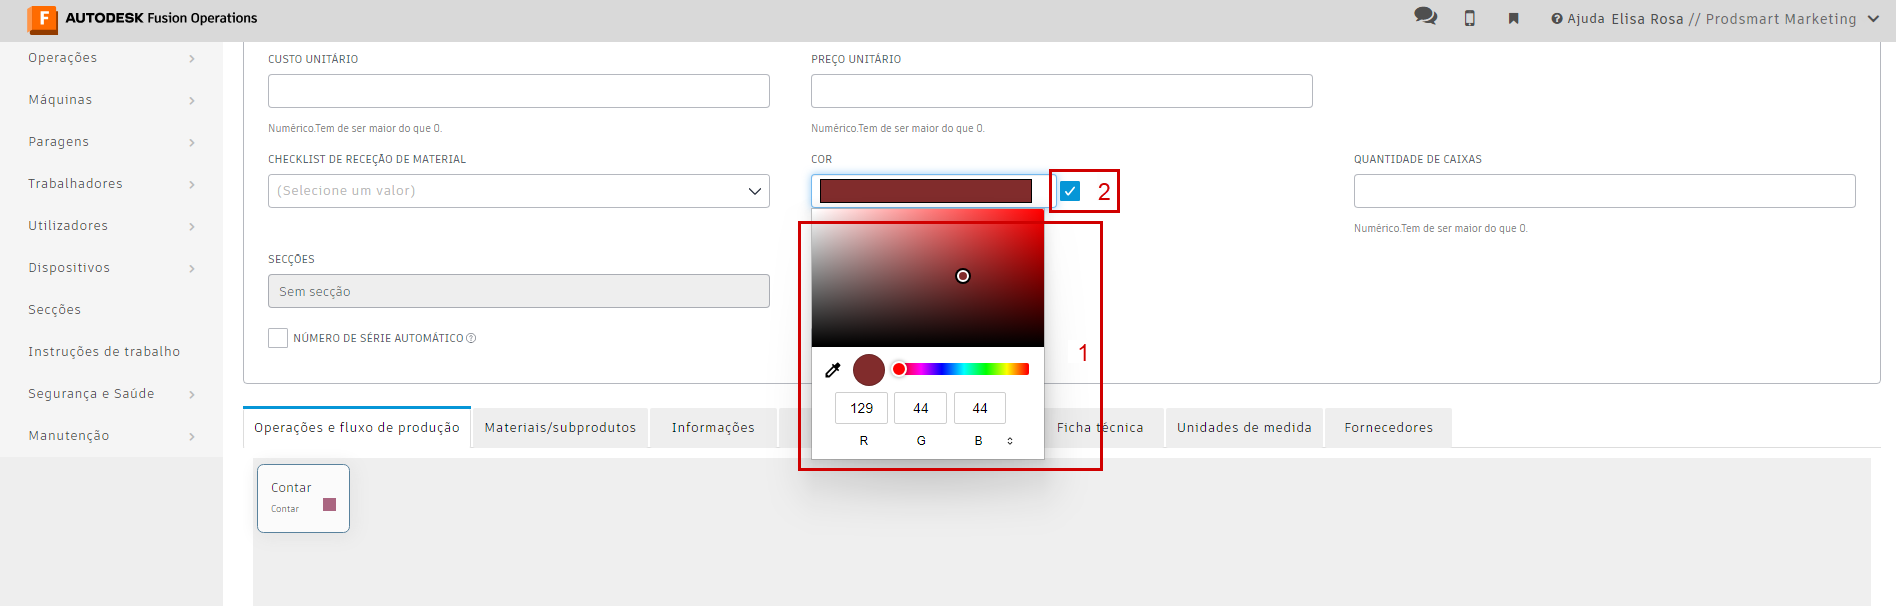 F AUTODESK Fusion Operations
Ajuda Elisa Rosa // Prodsmart Marketing
Operações
Máquinas
Paragens
Trabalhadores
Utilizadores
Dispositivos
Secções
Instruções de trabalho
Segurança e Saúde
Manutenção
CUSTO UNITÁRIO
PREÇO UNITÁRIO
Numérico.Tem de ser maior do que 0.
Numérico.Tem de ser maior do que 0.
CHECKLIST DE RECEÇÃO DE MATERIAL
COR
QUANTIDADE DE CAIXAS
(Selecione um valor)
2
Numérico.Tem de ser maior do que 0.
SECÇÕES
Sem secção
NÚMERO DE SÉRIE AUTOMÁTICO
1
129 44 44
R G B
Operações e fluxo de produção
Materiais/subprodutos
Informações
Ficha técnica
Unidades de medida
Fornecedores
Contar
Contar